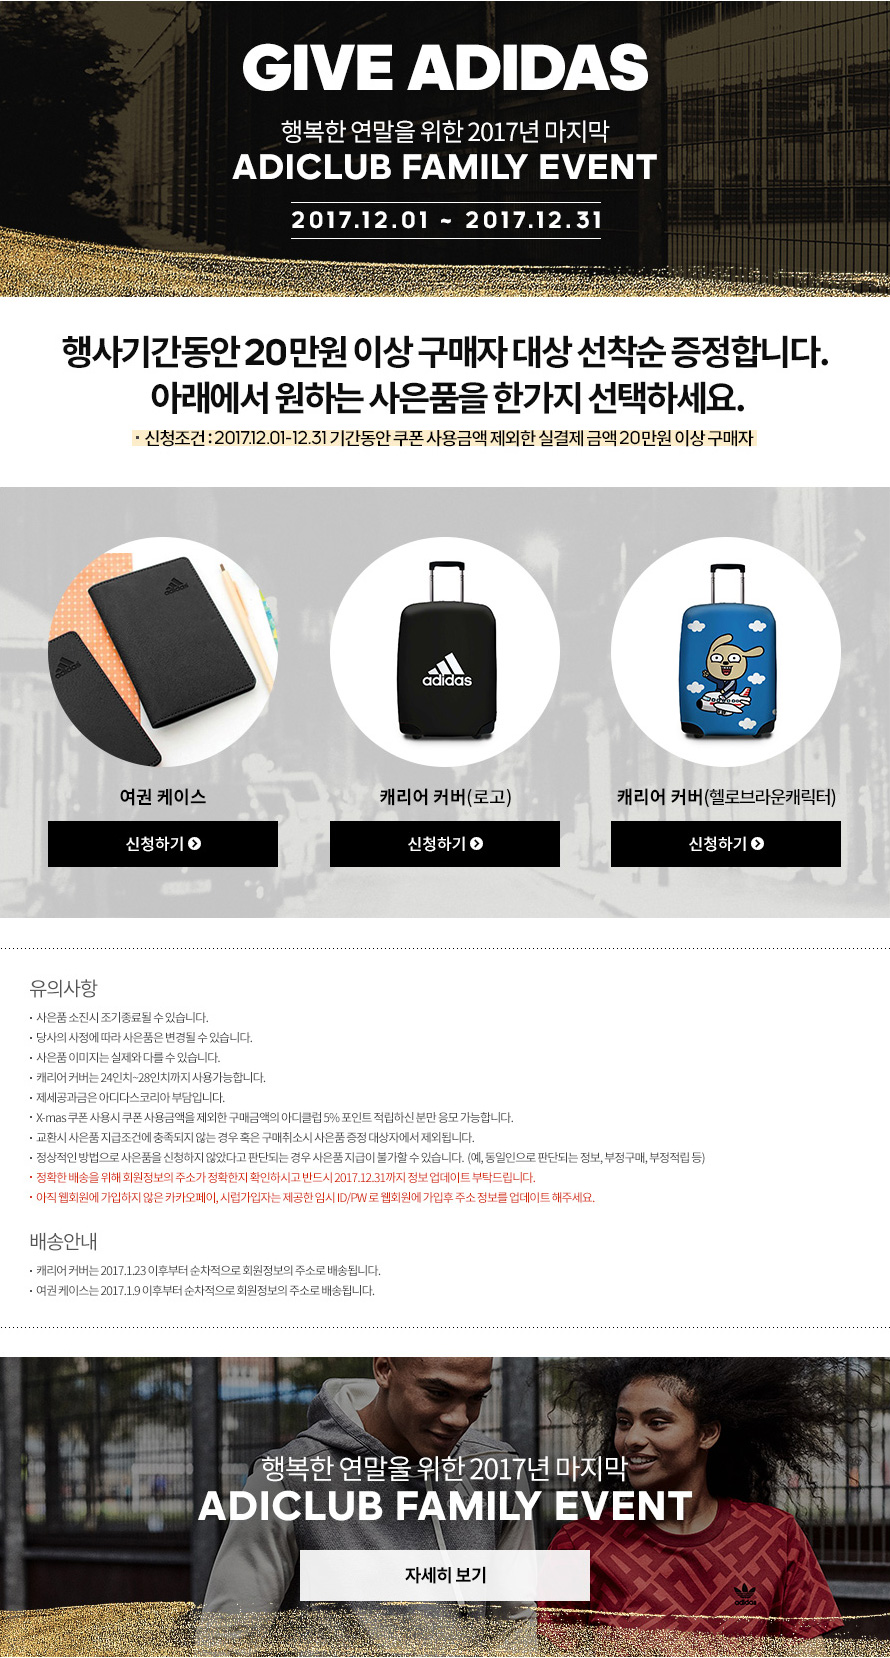 GIVE ADIDAS
행복한 연말을 위한 2017년 마지막
ADICLUB FAMILY EVENT
2017.12.01 ~ 2017.12.31
행사기간동안 20만원 이상 구매자 대상 선착순 증정합니다.
아래에서 원하는 사은품을 한가지 선택하세요.
· 신청조건 : 2017.12.01-12.31 기간동안 쿠폰 사용금액 제외한 실결제 금액 20만원 이상 구매자
adidas
adidas
adidas
여권 케이스
캐리어 커버(로고)
캐리어 커버(헬로브라운캐릭터)
신청하기
신청하기
신청하기
유의사항
· 사은품 소진시 조기종료될 수 있습니다.
· 당사의 사정에 따라 사은품은 변경될 수 있습니다.
· 사은품 이미지는 실제와 다를 수 있습니다.
· 캐리어 커버는 24인치~28인치까지 사용가능합니다.
· 제세공과금은 아디다스코리아 부담입니다.
· X-mas 쿠폰 사용시 쿠폰 사용금액을 제외한 구매금액의 아디클럽 5% 포인트 적립하신 분만 응모 가능합니다.
· 교환시 사은품 지급조건에 충족되지 않는 경우 혹은 구매취소시 사은품 증정 대상자에서 제외됩니다.
· 정상적인 방법으로 사은품을 신청하지 않았다고 판단되는 경우 사은품 지급이 불가할 수 있습니다. (예, 동일인으로 판단되는 정보, 부정구매, 부정적립 등)
· 정확한 배송을 위해 회원정보의 주소가 정확한지 확인하시고 반드시 2017.12.31까지 정보 업데이트 부탁드립니다.
· 아직 웹회원에 가입하지 않은 카카오페이, 시럽가입자는 제공한 임시 ID/PW 로 웹회원에 가입후 주소 정보를 업데이트 해주세요.
배송안내
· 캐리어 커버는 2017.1.23 이후부터 순차적으로 회원정보의 주소로 배송됩니다.
· 여권 케이스는 2017.1.9 이후부터 순차적으로 회원정보의 주소로 배송됩니다.
행복한 연말을 위한 2017년 마지막
ADICLUB FAMILY EVENT
자세히 보기
adidas